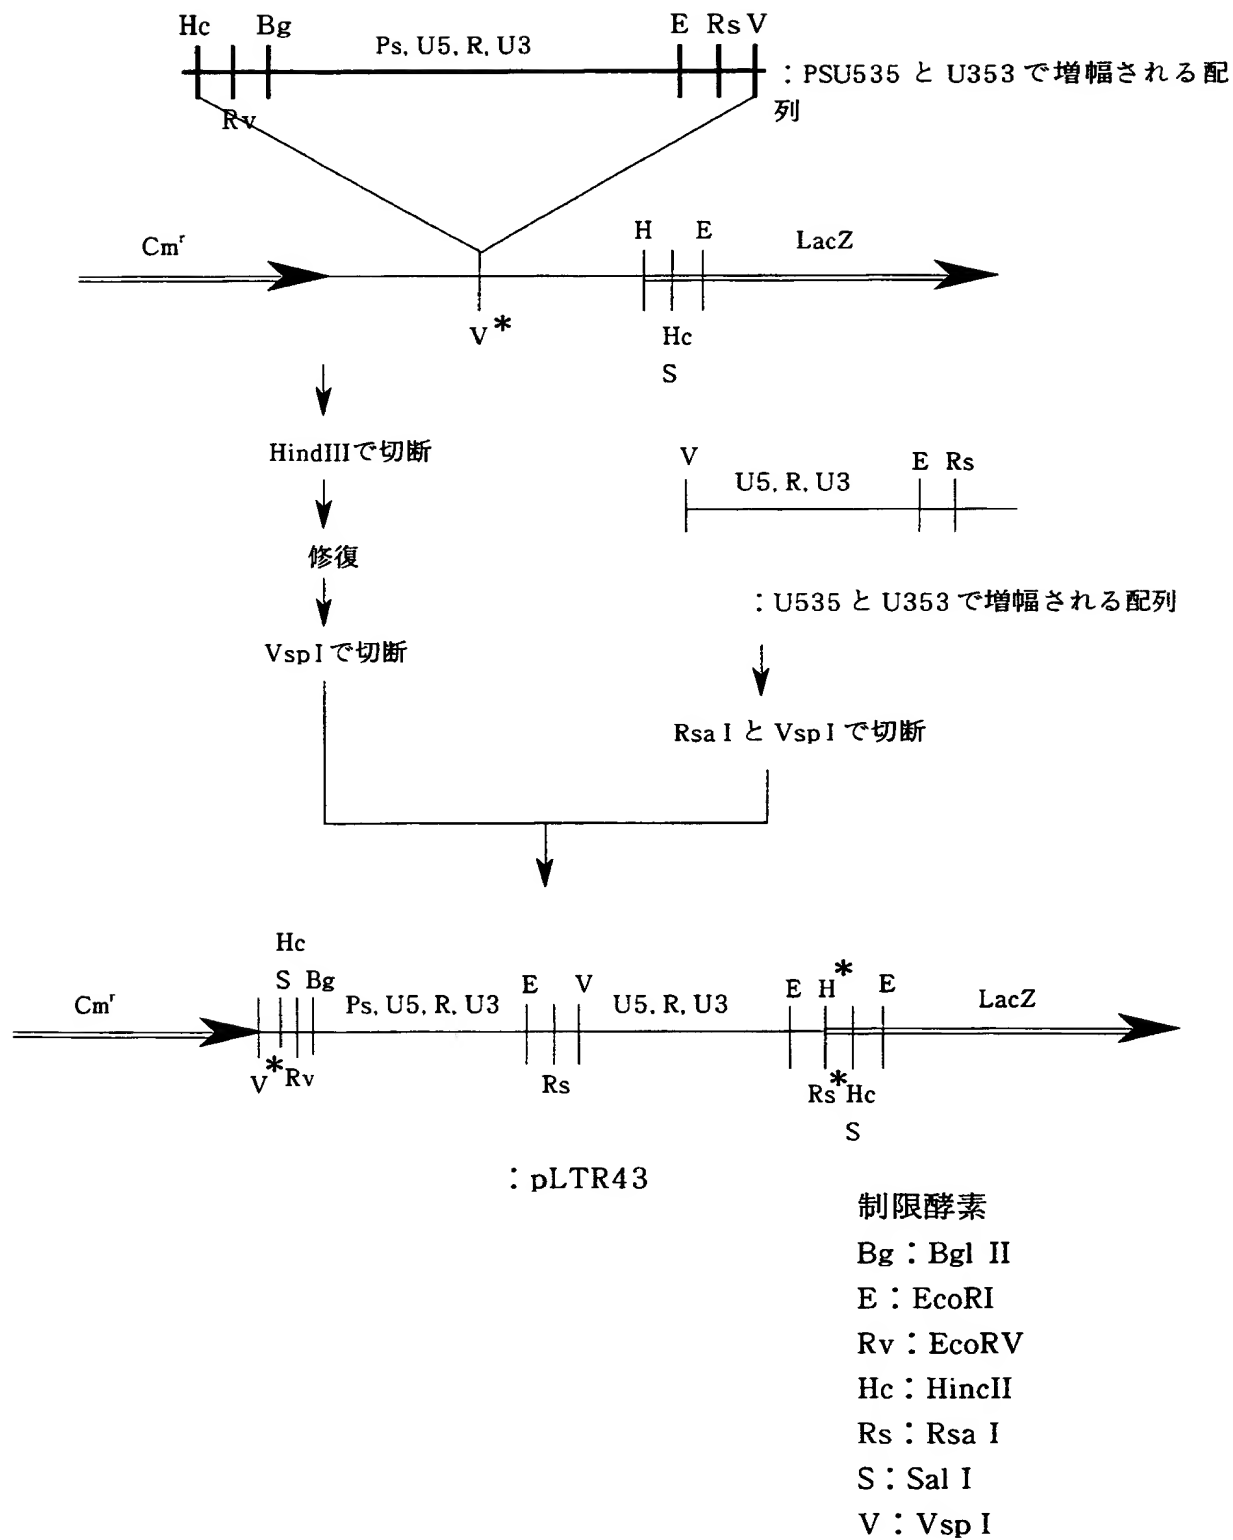 Hc Bg Ps, U5, R, U3 E Rs V
Rv
：PSU535 と U353 で増幅される配
列
Cmʳ H E LacZ
V* Hc
S
HindIIIで切断
修復
VspIで切断
V U5, R, U3 E Rs
：U535 と U353 で増幅される配列
Rsa I と VspI で切断
Hc
Cmʳ S Bg Ps, U5, R, U3 E V U5, R, U3 E H* E LacZ
V* Rv Rs Rs* Hc
S
：pLTR43
制限酵素
Bg：Bgl II
E：EcoRI
Rv：EcoRV
Hc：HincII
Rs：Rsa I
S：Sal I
V：Vsp I